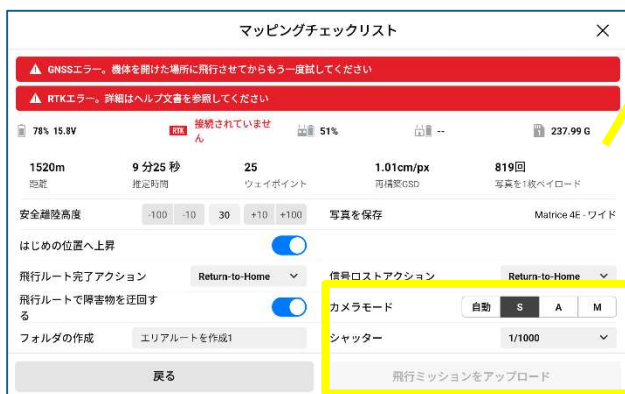 マッピングチェックリスト
GNSSエラー。機体を開けた場所に飛行させてからもう一度試してください
RTKエラー。詳細はヘルプ文書を参照してください
78% 15.8V
RTK 接続されていませ
ん
51%
--
237.99 G
1520m
9 分25 秒
25
1.01cm/px
819回
距離
推定時間
ウェイポイント
再構築GSD
写真を1枚ペイロード
安全離陸高度
-100 -10 30 +10 +100
写真を保存
Matrice 4E - ワイド
はじめの位置へ上昇
飛行ルート完了アクション
Return-to-Home
信号ロストアクション
Return-to-Home
飛行ルートで障害物を迂回す
る
カメラモード
自動 S A M
フォルダの作成
エリアルートを作成1
シャッター
1/1000
戻る
飛行ミッションをアップロード